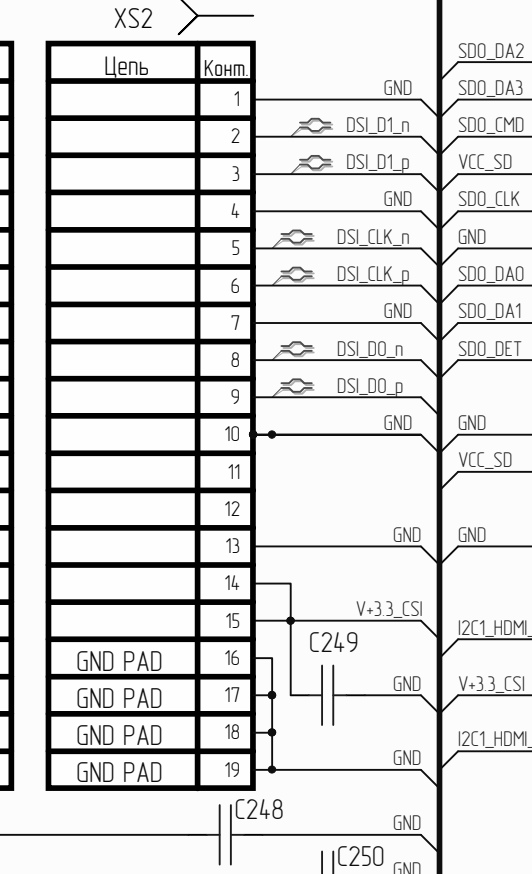 XS2
Цепь Конт.
1 GND
2 DSI_D1_n
3 DSI_D1_p
4 GND
5 DSI_CLK_n
6 DSI_CLK_p
7 GND
8 DSI_D0_n
9 DSI_D0_p
10 GND
11
12
13 GND
14
15 V+3.3_CSI
C249
GND PAD 16
GND PAD 17 GND
GND PAD 18
GND PAD 19 GND
C248
GND
C250
GND
SD0_DA2
SD0_DA3
SD0_CMD
VCC_SD
SD0_CLK
GND
SD0_DA0
SD0_DA1
SD0_DET
GND
VCC_SD
GND
I2C1_HDMI_
V+3.3_CSI
I2C1_HDMI_